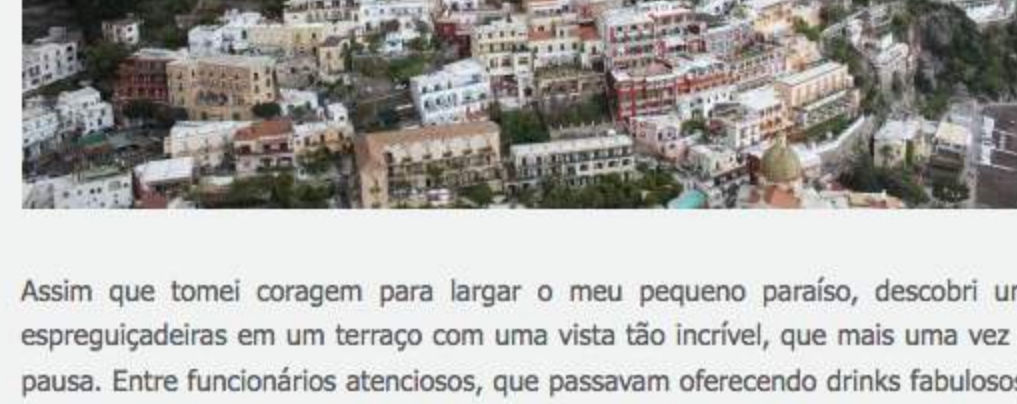 Assim que tomei coragem para largar o meu pequeno paraíso, descobri
espreguiçadeiras em um terraço com uma vista tão incrível, que mais uma vez
pausa. Entre funcionários atenciosos, que passavam oferecendo drinks fabulosos